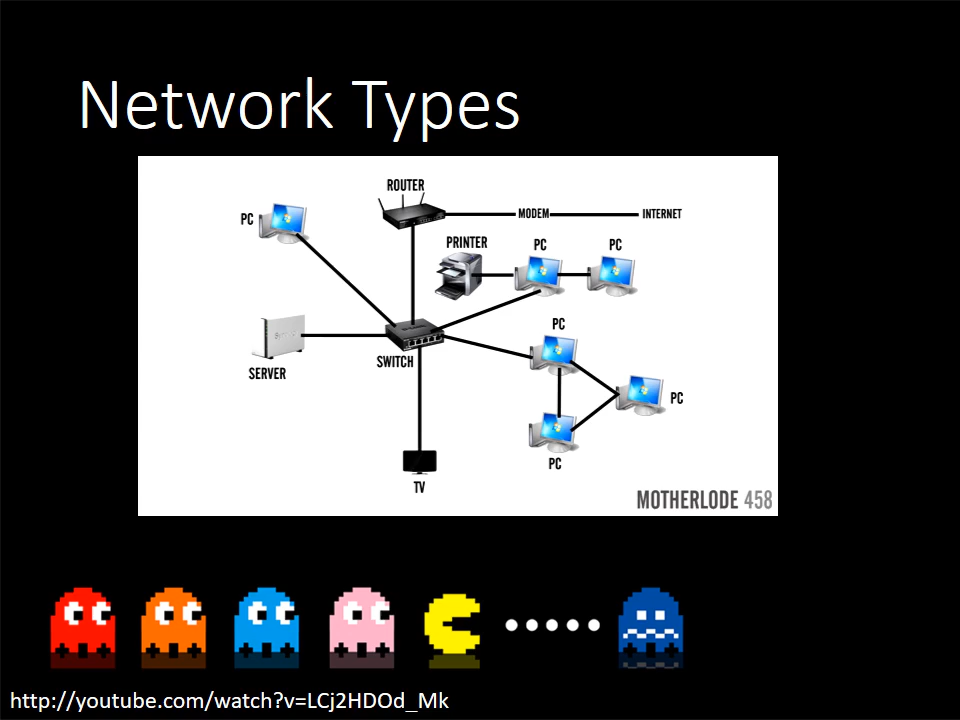 Network Types
ROUTER
PC
MODEM
INTERNET
PRINTER
PC
PC
PC
SWITCH
SERVER
PC
PC
TV
MOTHERLODE 458
http://youtube.com/watch?v=LCj2HDOd_Mk